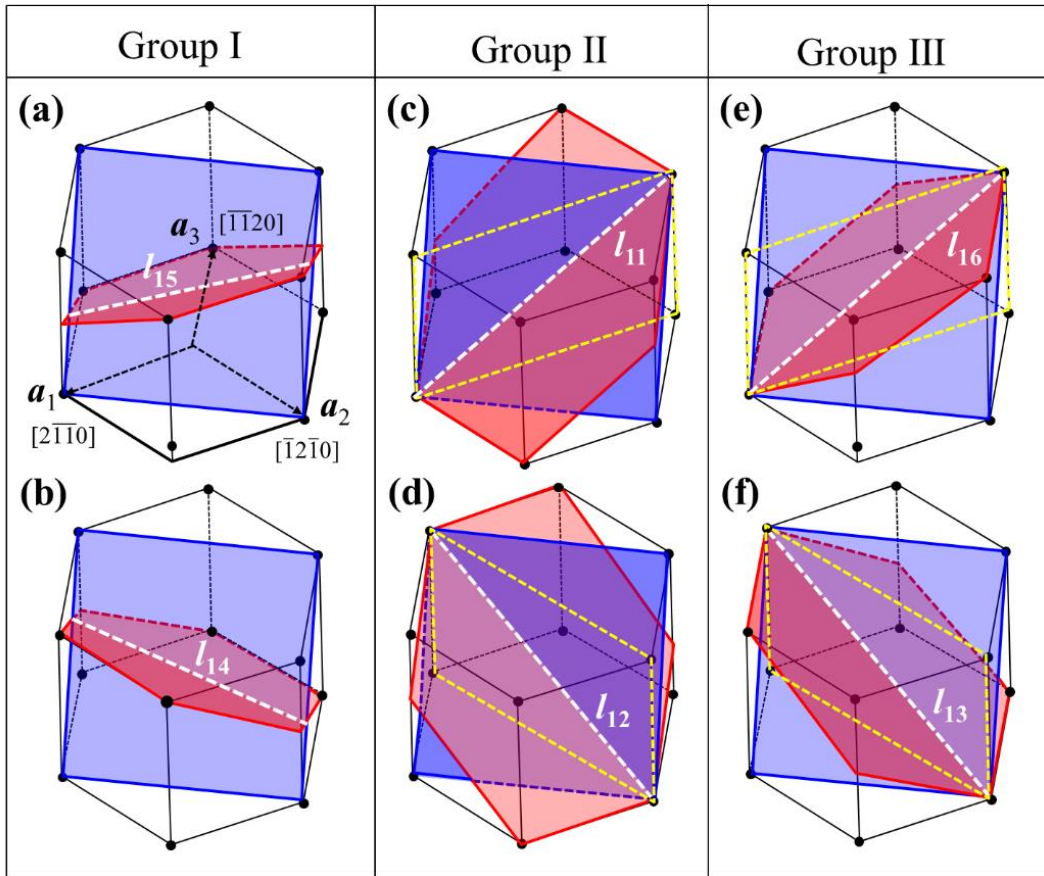 Group I
Group II
Group III
(a)
(c)
(e)
a₃
[1̅1̅20]
l₁₅
l₁₁
l₁₆
a₁
[21̅1̅0]
a₂
[1̅21̅0]
(b)
(d)
(f)
l₁₄
l₁₂
l₁₃